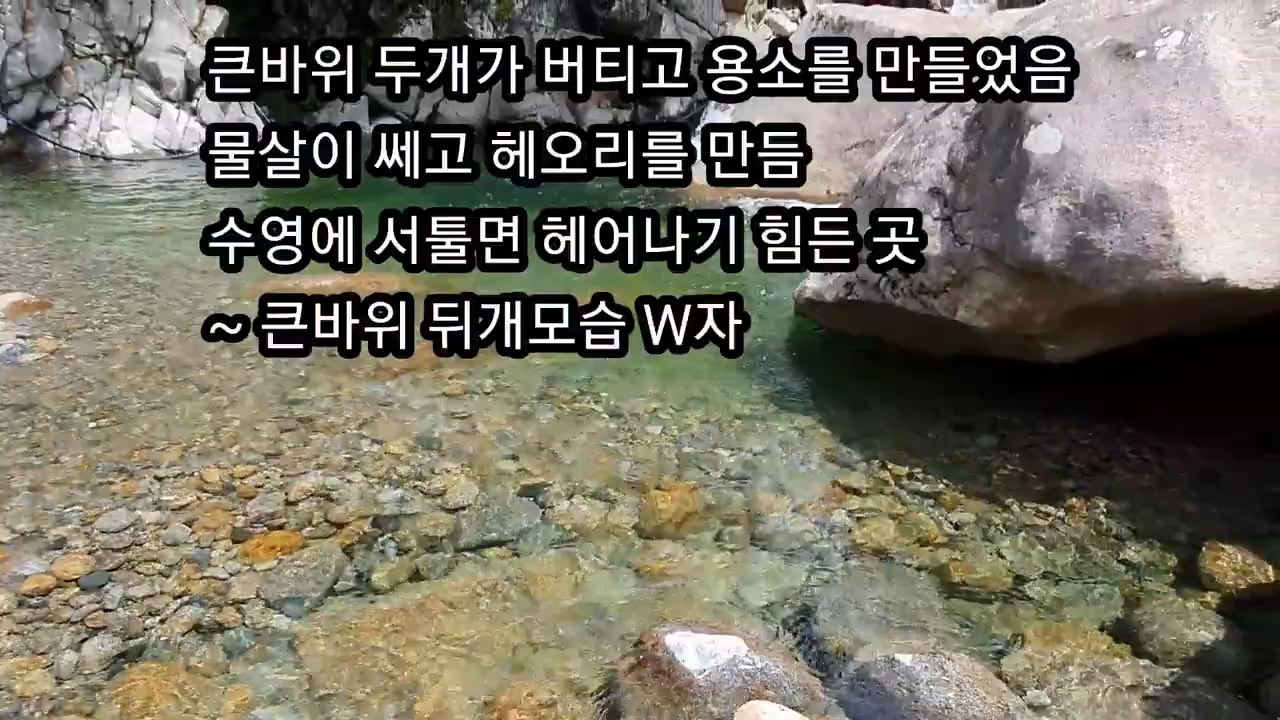 큰바위 두개가 버티고 용소를 만들었음
물살이 쎄고 헤오리를 만듬
수영에 서툴면 헤어나기 힘든 곳
~ 큰바위 뒤개모습 W자